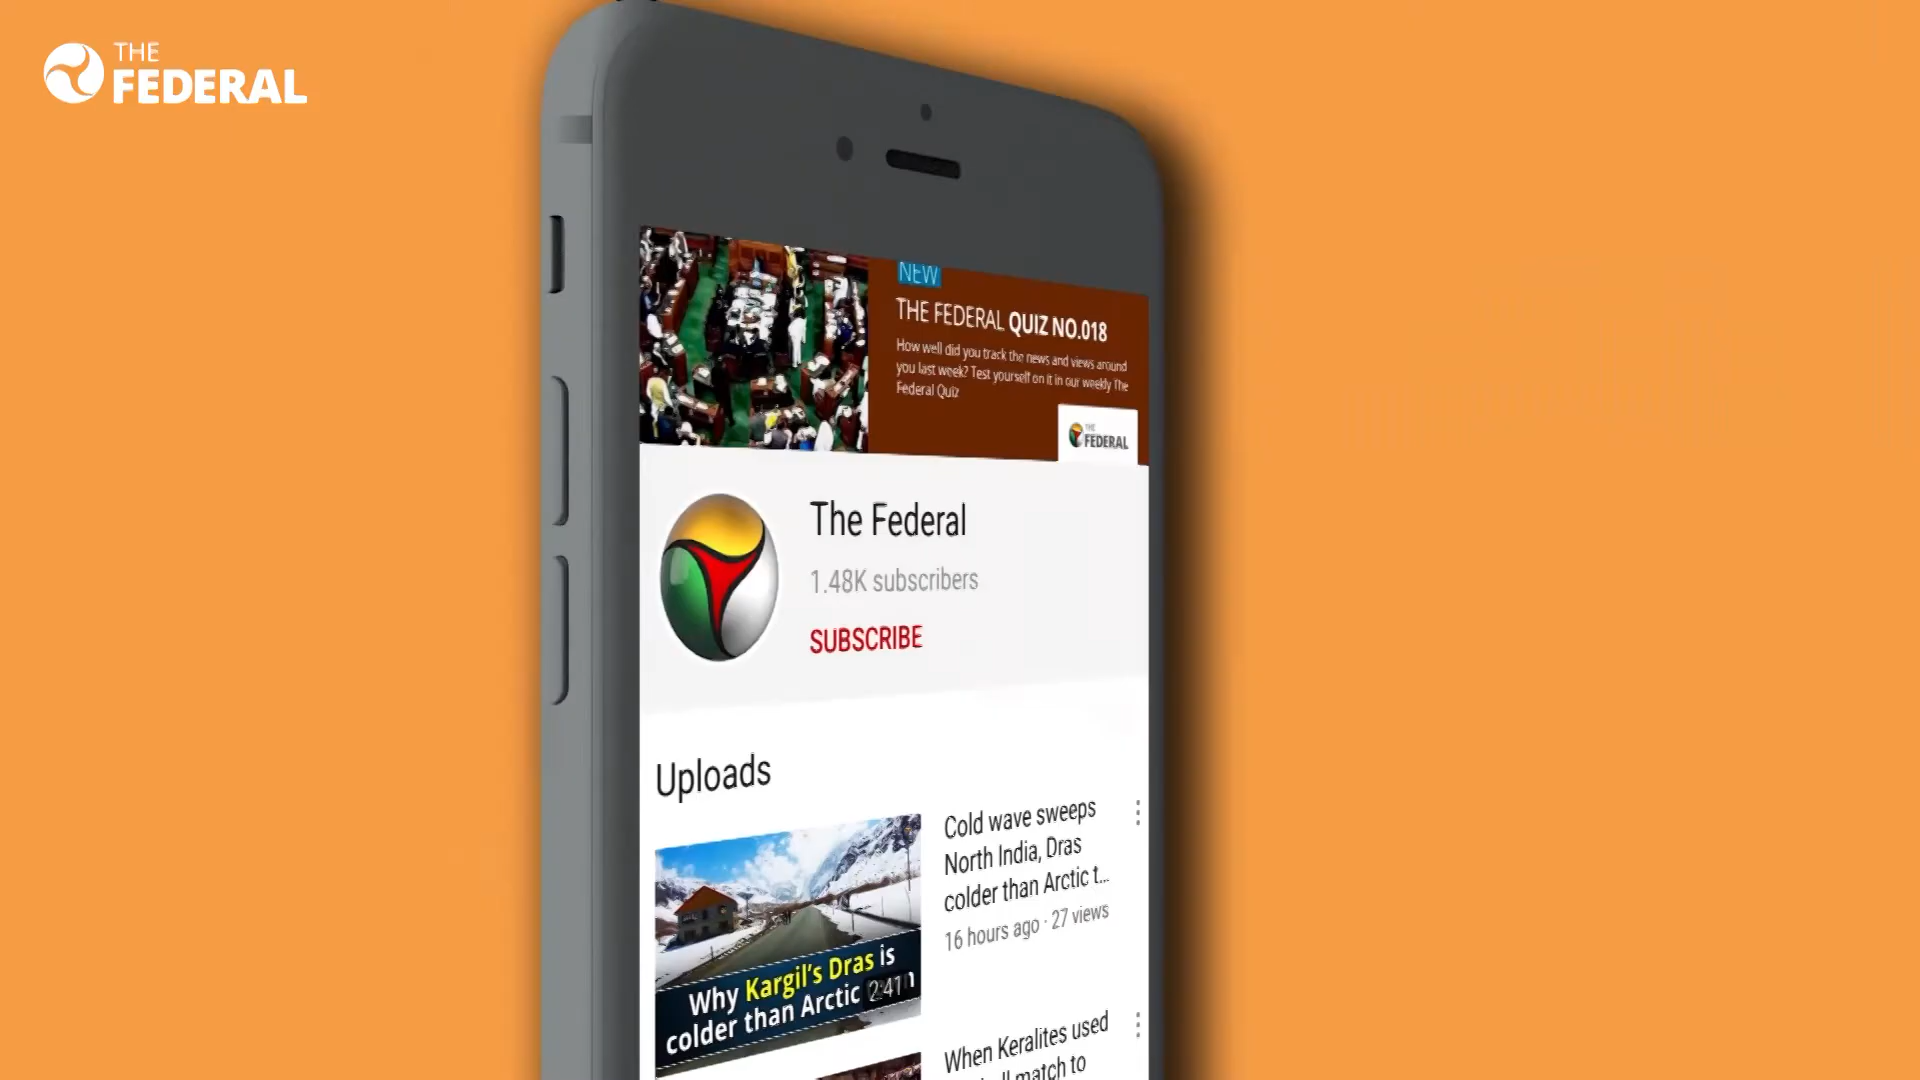 THE
FEDERAL
NEW
THE FEDERAL QUIZ NO.018
How well did you track the news and views around
you last week? Test yourself on it in our weekly The
Federal Quiz
THE
FEDERAL
The Federal
1.48K subscribers
SUBSCRIBE
Uploads
Why Kargil's Dras is
colder than Arctic
2:41
Cold wave sweeps
North India, Dras
colder than Arctic t...
16 hours ago · 27 views
When Keralites used
match to